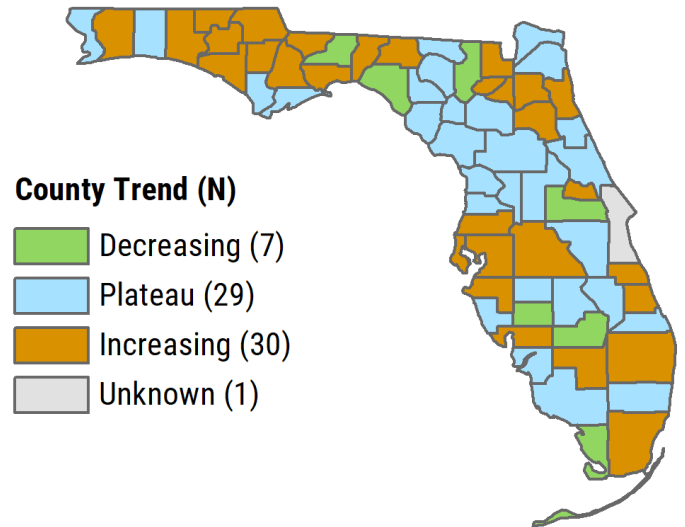 County Trend (N)
Decreasing (7)
Plateau (29)
Increasing (30)
Unknown (1)